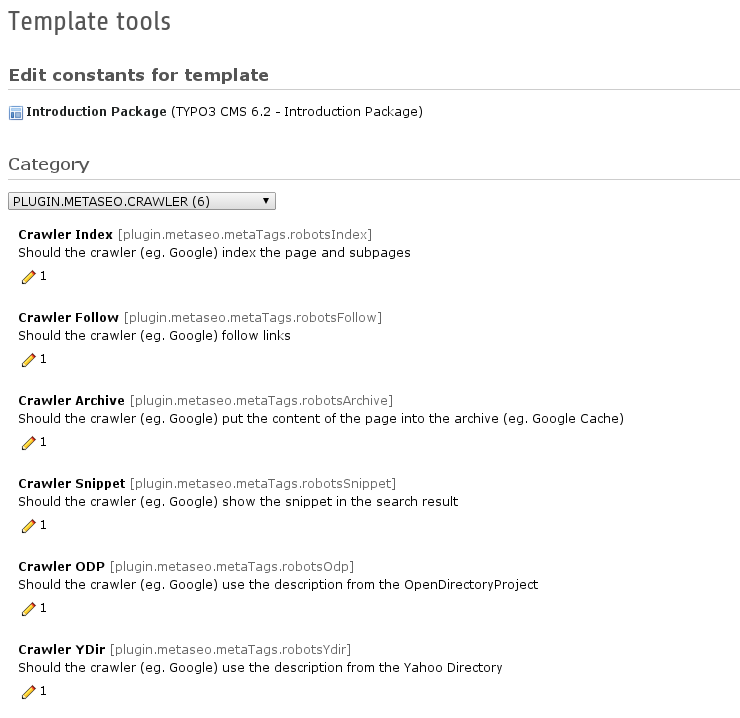 Template tools
Edit constants for template
Introduction Package (TYPO3 CMS 6.2 - Introduction Package)
Category
PLUGIN.METASEO.CRAWLER (6)
Crawler Index [plugin.metaseo.metaTags.robotsIndex]
Should the crawler (eg. Google) index the page and subpages
1
Crawler Follow [plugin.metaseo.metaTags.robotsFollow]
Should the crawler (eg. Google) follow links
1
Crawler Archive [plugin.metaseo.metaTags.robotsArchive]
Should the crawler (eg. Google) put the content of the page into the archive (eg. Google Cache)
1
Crawler Snippet [plugin.metaseo.metaTags.robotsSnippet]
Should the crawler (eg. Google) show the snippet in the search result
1
Crawler ODP [plugin.metaseo.metaTags.robotsOdp]
Should the crawler (eg. Google) use the description from the OpenDirectoryProject
1
Crawler YDir [plugin.metaseo.metaTags.robotsYdir]
Should the crawler (eg. Google) use the description from the Yahoo Directory
1